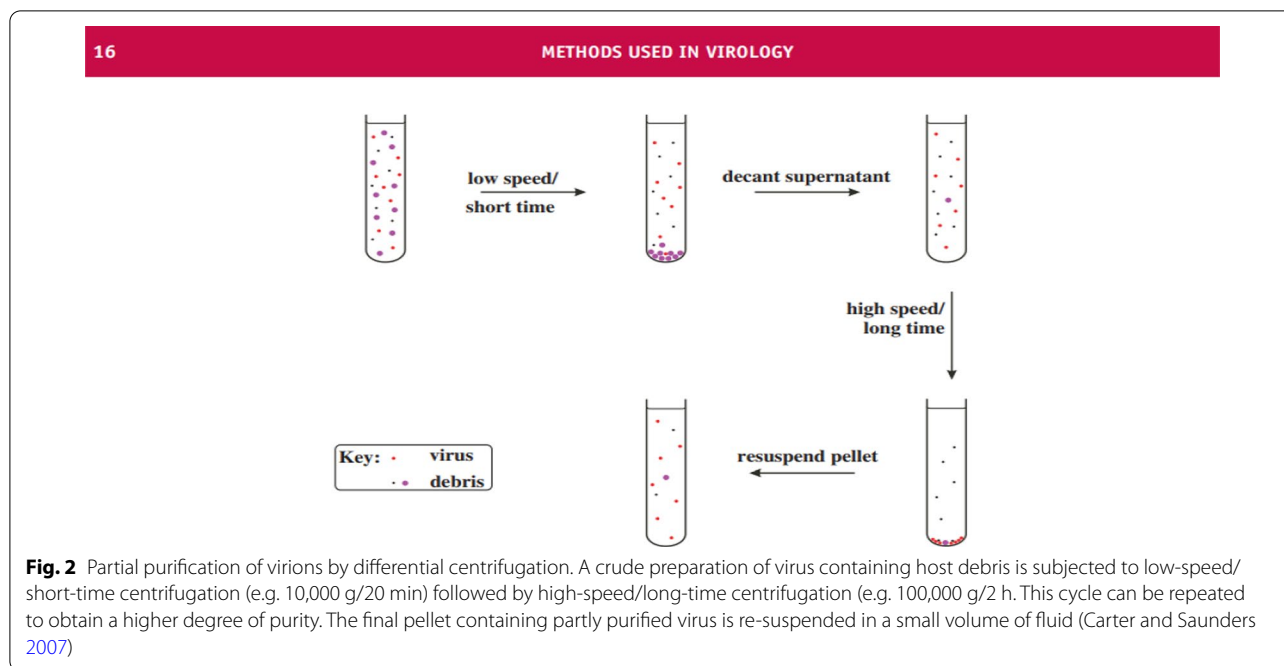 16
METHODS USED IN VIROLOGY
low speed/
short time
decant supernatant
high speed/
long time
resuspend pellet
Key: virus
debris
Fig. 2 Partial purification of virions by differential centrifugation. A crude preparation of virus containing host debris is subjected to low-speed/
short-time centrifugation (e.g. 10,000 g/20 min) followed by high-speed/long-time centrifugation (e.g. 100,000 g/2 h. This cycle can be repeated
to obtain a higher degree of purity. The final pellet containing partly purified virus is re-suspended in a small volume of fluid (Carter and Saunders
2007)